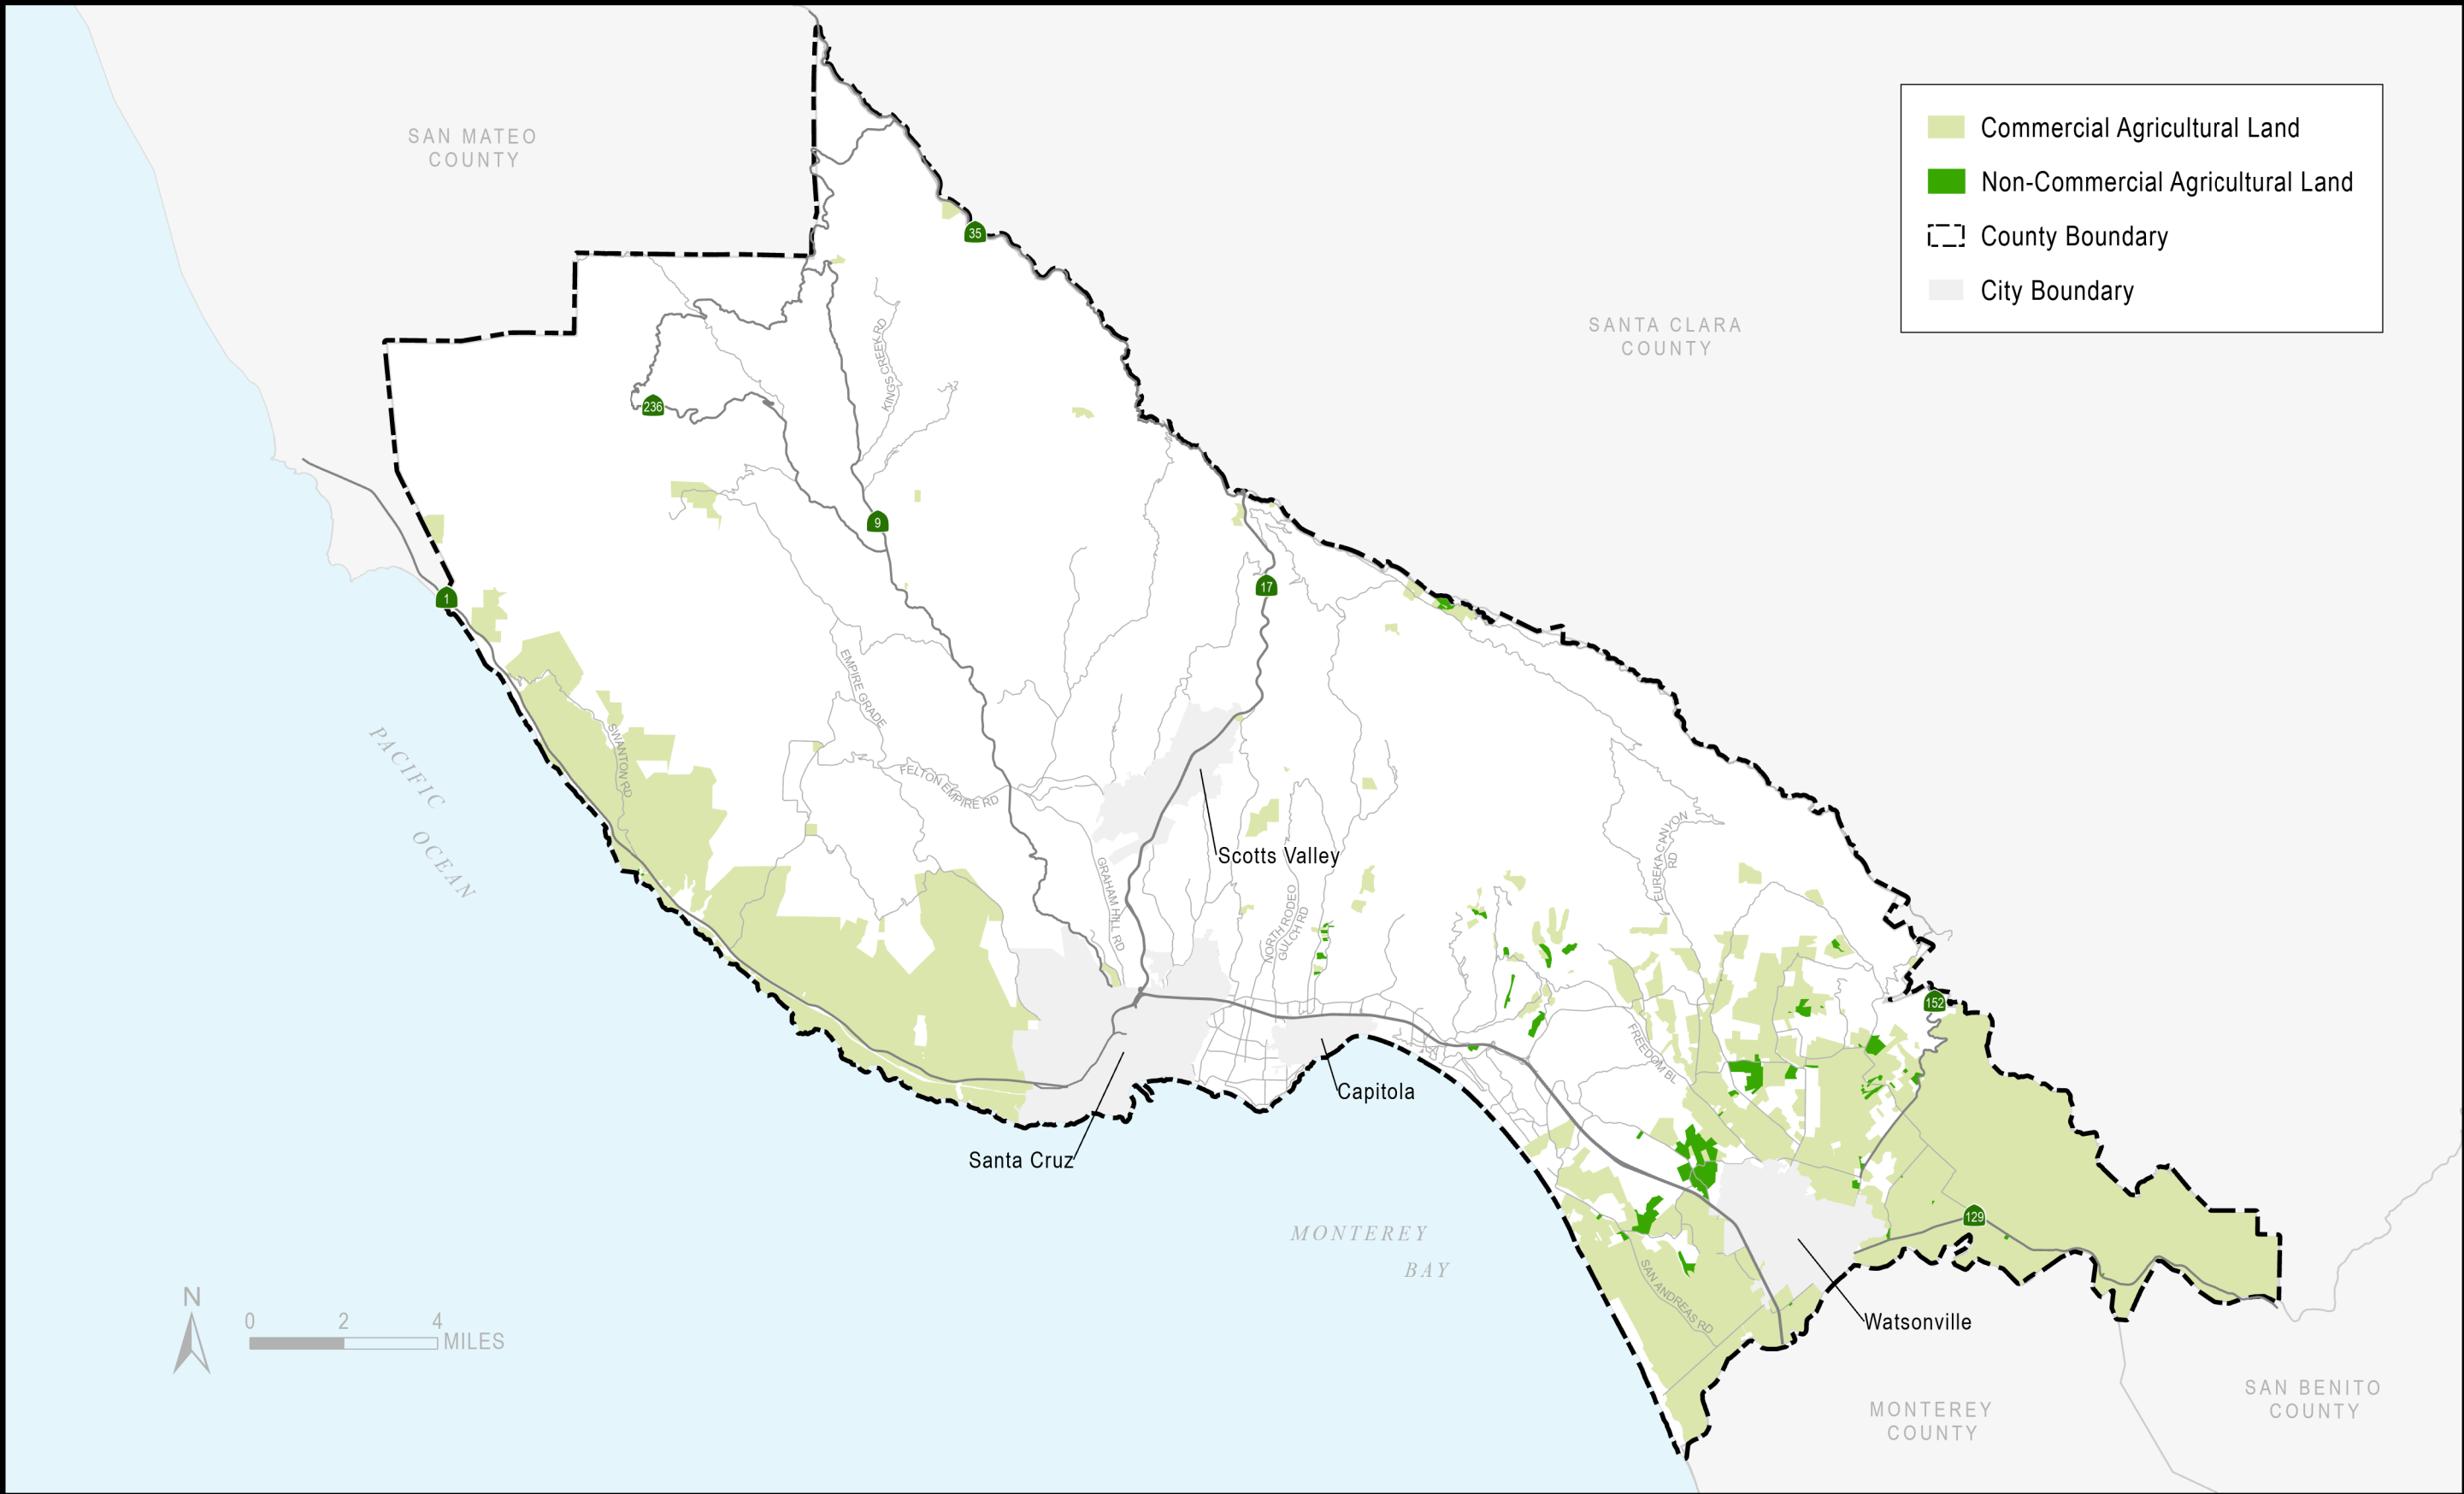 SAN MATEO
COUNTY
Commercial Agricultural Land
Non-Commercial Agricultural Land
County Boundary
City Boundary
35
SANTA CLARA
COUNTY
KINGS CREEK RD
236
9
17
1
EMPIRE GRADE
SWANTON RD
PACIFIC
OCEAN
FELTON EMPIRE RD
Scotts Valley
GRAHAM HILL RD
NORTH RODEO
GULCH RD
EUREKA CANYON
RD
152
FREEDOM BL
Capitola
Santa Cruz
129
MONTEREY
BAY
SAN ANDREAS RD
Watsonville
N
0 2 4
MILES
MONTEREY
COUNTY
SAN BENITO
COUNTY